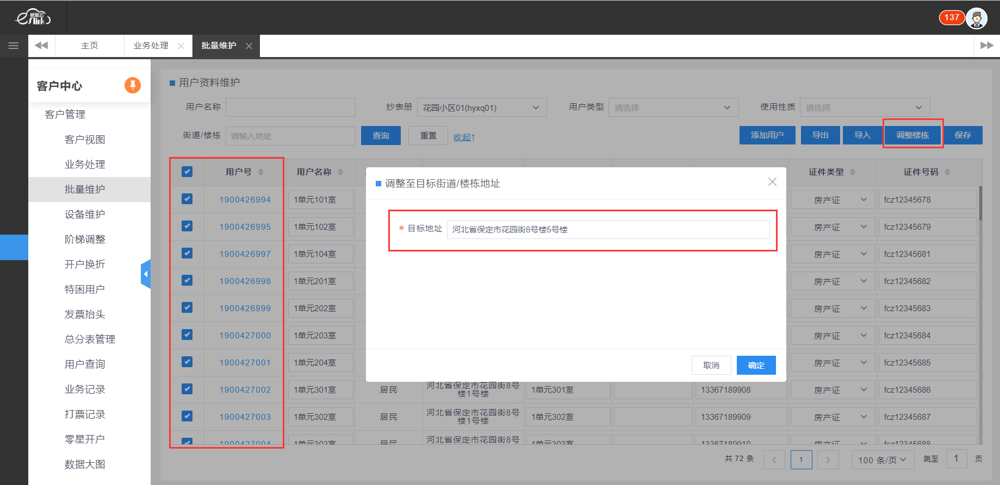 易联云
elink
137
主页
业务处理
批量维护
客户中心
客户管理
客户视图
业务处理
批量维护
设备维护
阶梯调整
开户换折
特困用户
发票抬头
总分表管理
用户查询
业务记录
打票记录
零星开户
数据大图
用户资料维护
用户名称
抄表册 花园小区01(hyxq01)
用户类型 请选择
使用性质 请选择
街道/楼栋 请输入地址
查询 重置 收起↑
添加用户 导出 导入 调整楼栋 保存
用户号 用户名称 证件类型 证件号码
1900426994 1单元101室 房产证 fcz12345678
1900426995 1单元102室 房产证 fcz12345679
1900426997 1单元104室 房产证 fcz12345681
1900426998 1单元201室 房产证 fcz12345682
1900426999 1单元202室 房产证 fcz12345683
1900427000 1单元203室 房产证 fcz12345684
1900427001 1单元204室 房产证 fcz12345685
1900427002 1单元301室 居民 河北省保定市花园街8号楼1号楼 1单元301室 13367189908 房产证 fcz12345686
1900427003 1单元302室 居民 河北省保定市花园街8号楼1号楼 1单元302室 13367189909 房产证 fcz12345687
1900427004 1单元303室 居民 河北省保定市花园街8号 1单元303室 13367189910 房产证 fcz12345688
调整至目标街道/楼栋地址
* 目标地址 河北省保定市花园街8号楼5号楼
取消 确定
共 72 条 1 100 条/页 跳至 1 页